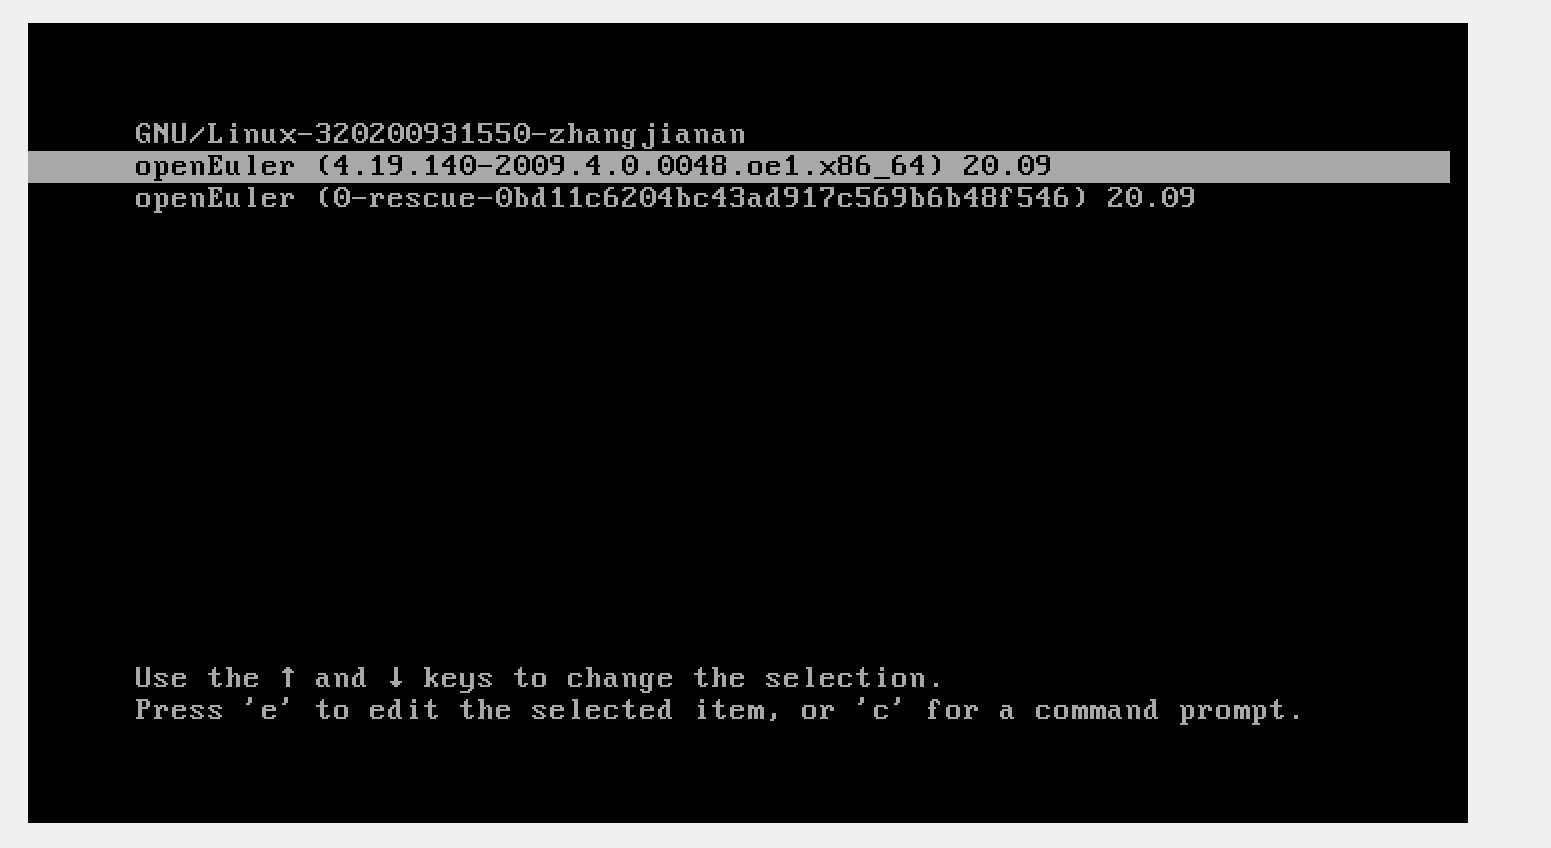 GNU/Linux-320200931550-zhangjianan
openEuler (4.19.140-2009.4.0.0048.oe1.x86_64) 20.09
openEuler (0-rescue-0bd11c6204bc43ad917c569b6b48f546) 20.09
Use the ↑ and ↓ keys to change the selection.
Press 'e' to edit the selected item, or 'c' for a command prompt.